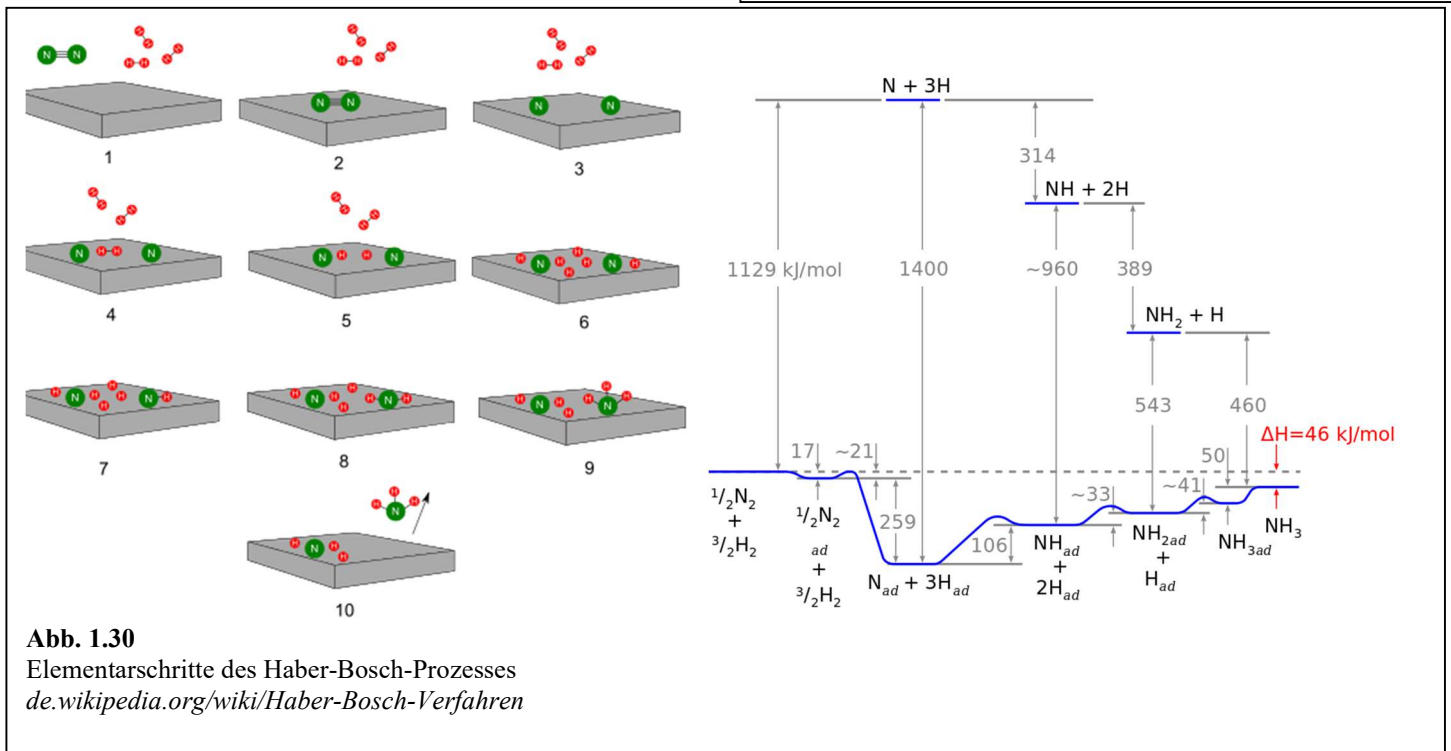 N≡N H-H
N N H-H
N N H-H
1
2
3
N H-H N
N H H N
H N H H H N H
4
5
6
H N H H H N H
H N H H H N H
H N H H H N H
7
8
9
H H N H
H N H H
10
N + 3H
314
NH + 2H
1129 kJ/mol
1400
~960
389
NH₂ + H
543
460
ΔH=46 kJ/mol
17
~21
50
~41
~33
259
106
¹/₂N₂
+
³/₂H₂
¹/₂N₂
ad
+
³/₂H₂
Nad + 3Had
NHad
+
2Had
NH2ad
+
Had
NH3ad
NH₃
Abb. 1.30
Elementarschritte des Haber-Bosch-Prozesses
de.wikipedia.org/wiki/Haber-Bosch-Verfahren